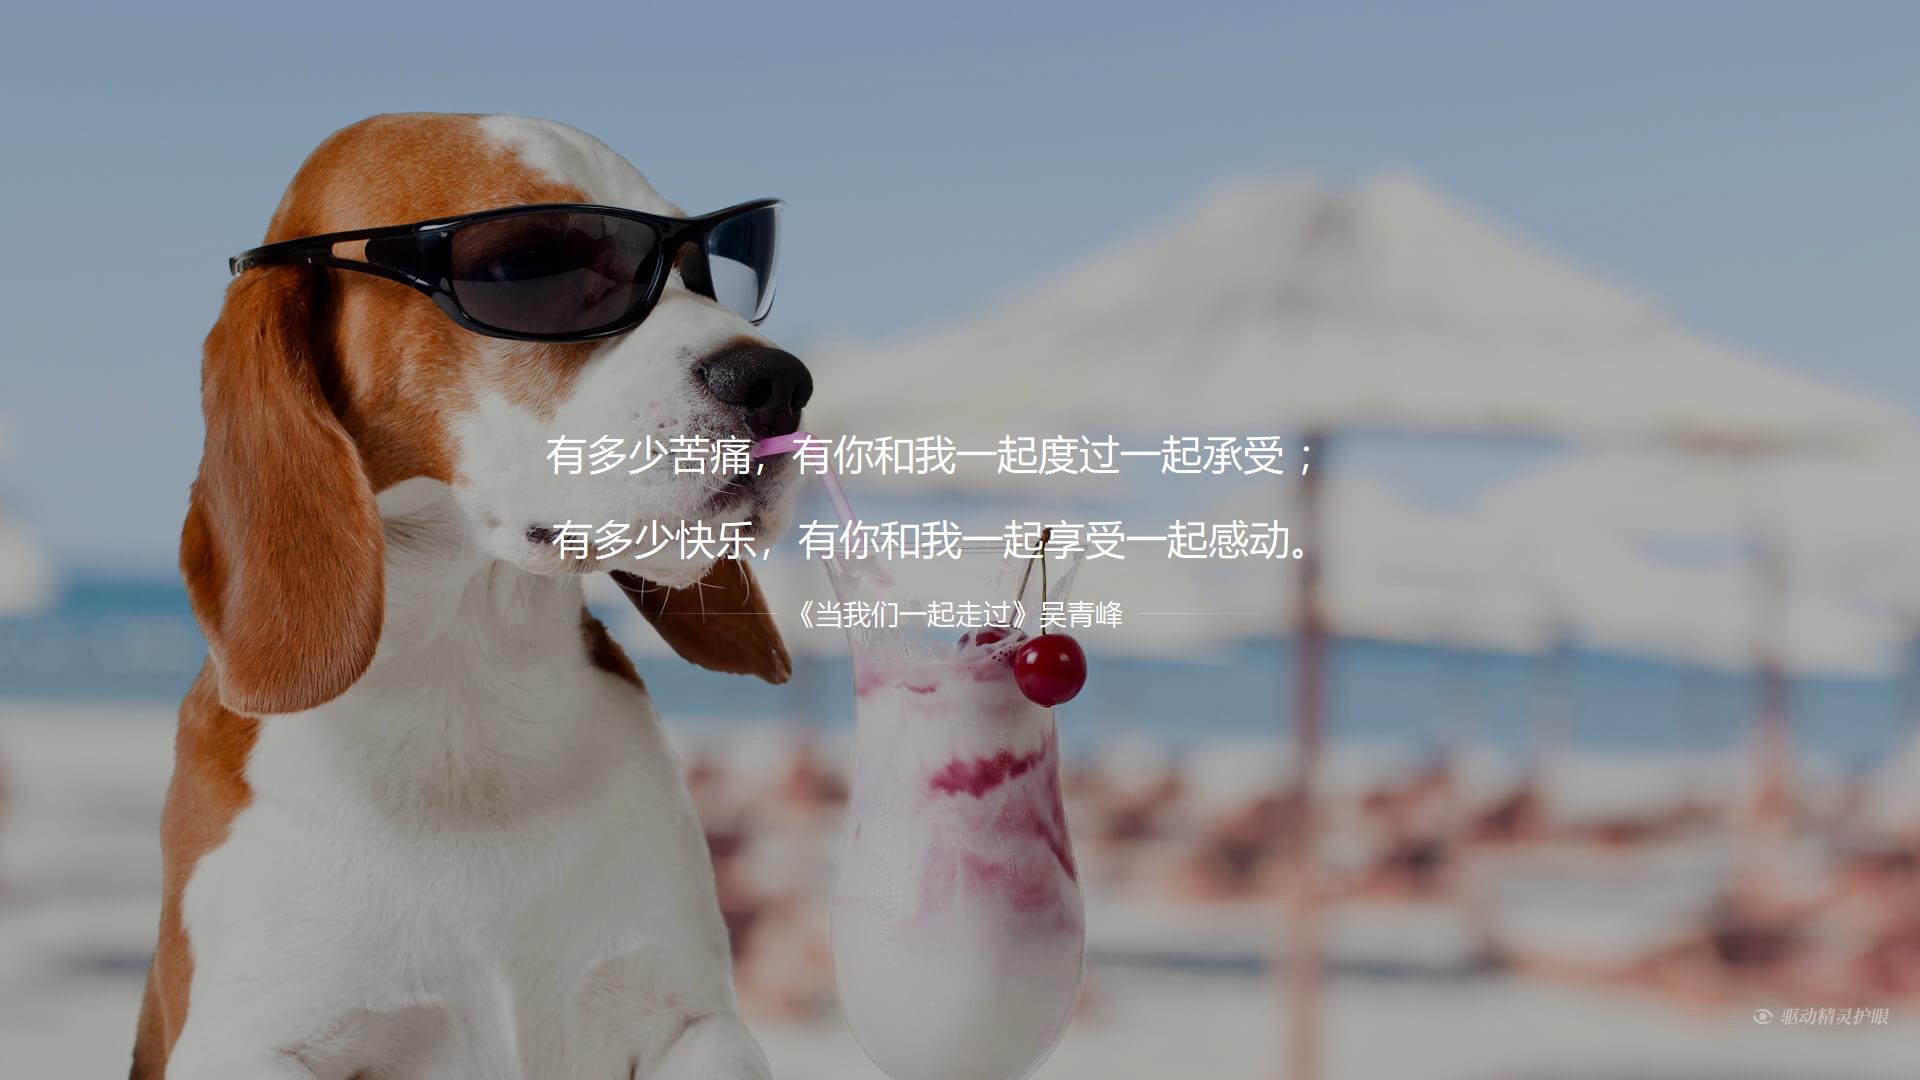 有多少苦痛，有你和我一起度过一起承受；
有多少快乐，有你和我一起享受一起感动。
《当我们一起走过》吴青峰
驱动精灵护眼